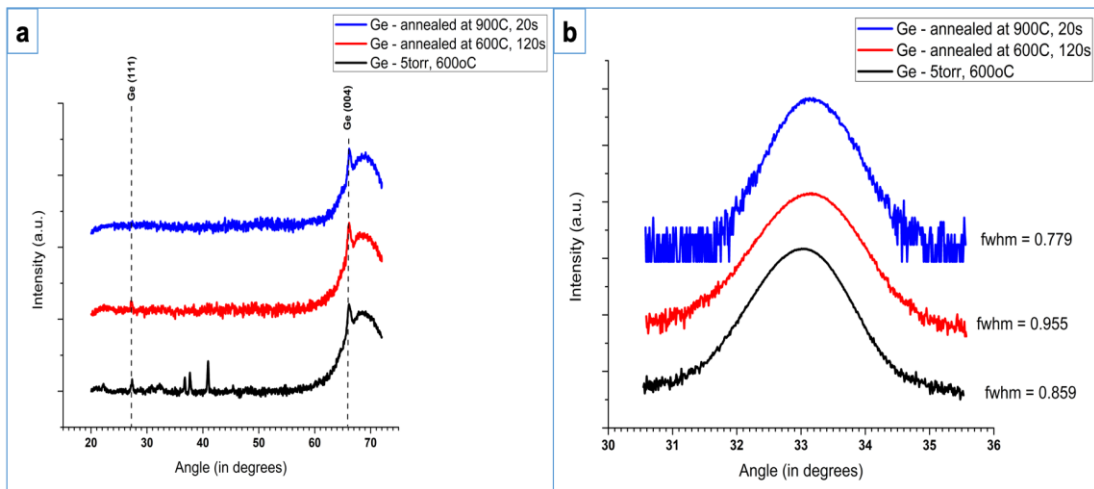 a
Ge - annealed at 900C, 20s
Ge - annealed at 600C, 120s
Ge - 5torr, 600oC
Ge (111)
Ge (004)
Intensity (a.u.)
20 30 40 50 60 70
Angle (in degrees)
b
Ge - annealed at 900C, 20s
Ge - annealed at 600C, 120s
Ge - 5torr, 600oC
Intensity (a.u.)
fwhm = 0.779
fwhm = 0.955
fwhm = 0.859
30 31 32 33 34 35 36
Angle (in degrees)